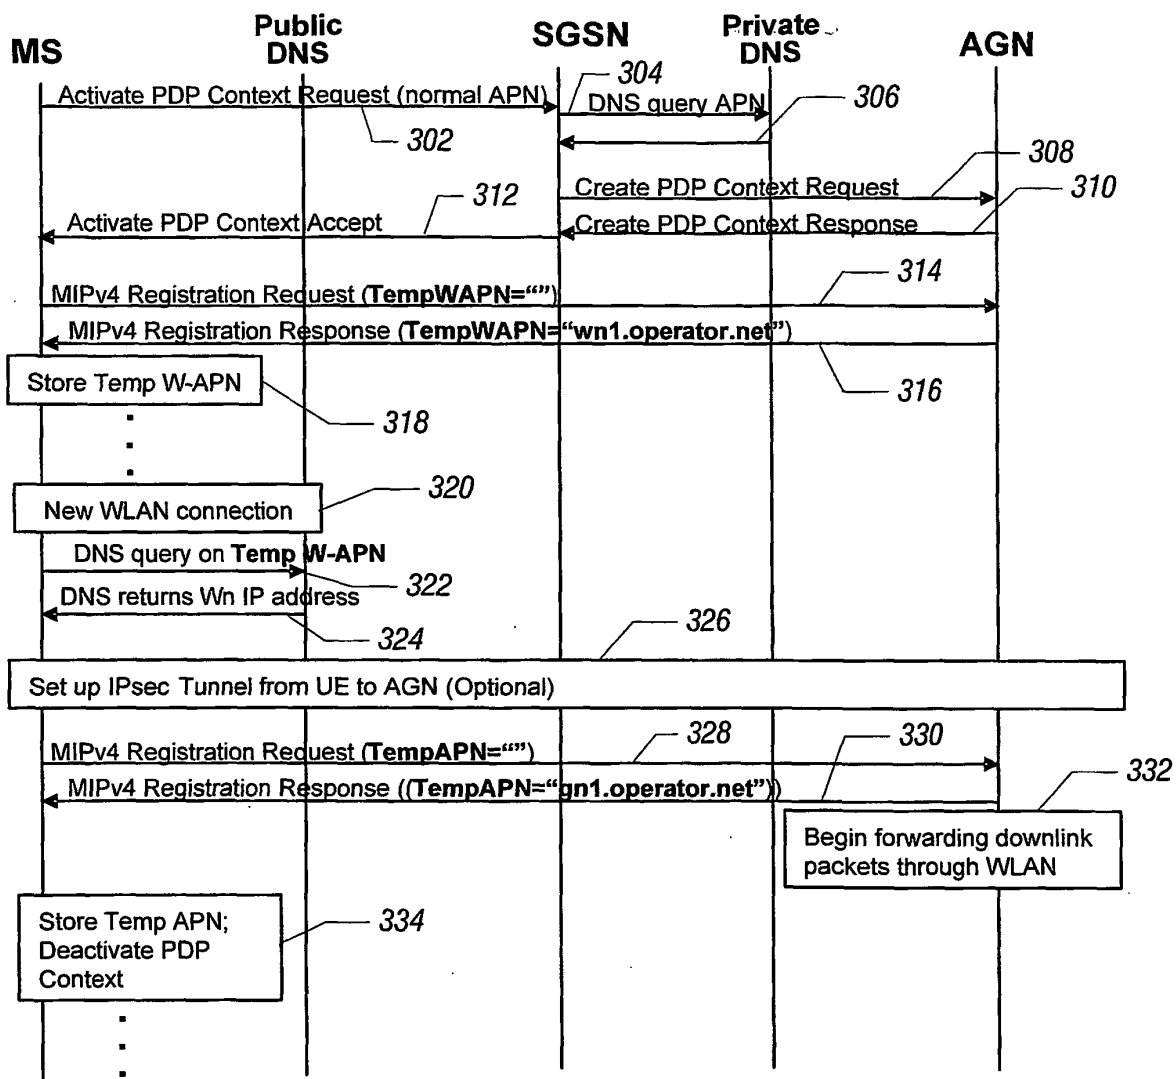 MS
Public
DNS
SGSN
Private
DNS
AGN
Activate PDP Context Request (normal APN)
302
304
DNS query APN
306
Create PDP Context Request
308
312
310
Activate PDP Context Accept
Create PDP Context Response
MIPv4 Registration Request (TempWAPN="")
314
MIPv4 Registration Response (TempWAPN="wn1.operator.net")
316
Store Temp W-APN
318
New WLAN connection
320
DNS query on Temp W-APN
322
DNS returns Wn IP address
324
326
Set up IPsec Tunnel from UE to AGN (Optional)
MIPv4 Registration Request (TempAPN="")
328
330
MIPv4 Registration Response ((TempAPN="gn1.operator.net"))
332
Begin forwarding downlink
packets through WLAN
Store Temp APN;
Deactivate PDP
Context
334